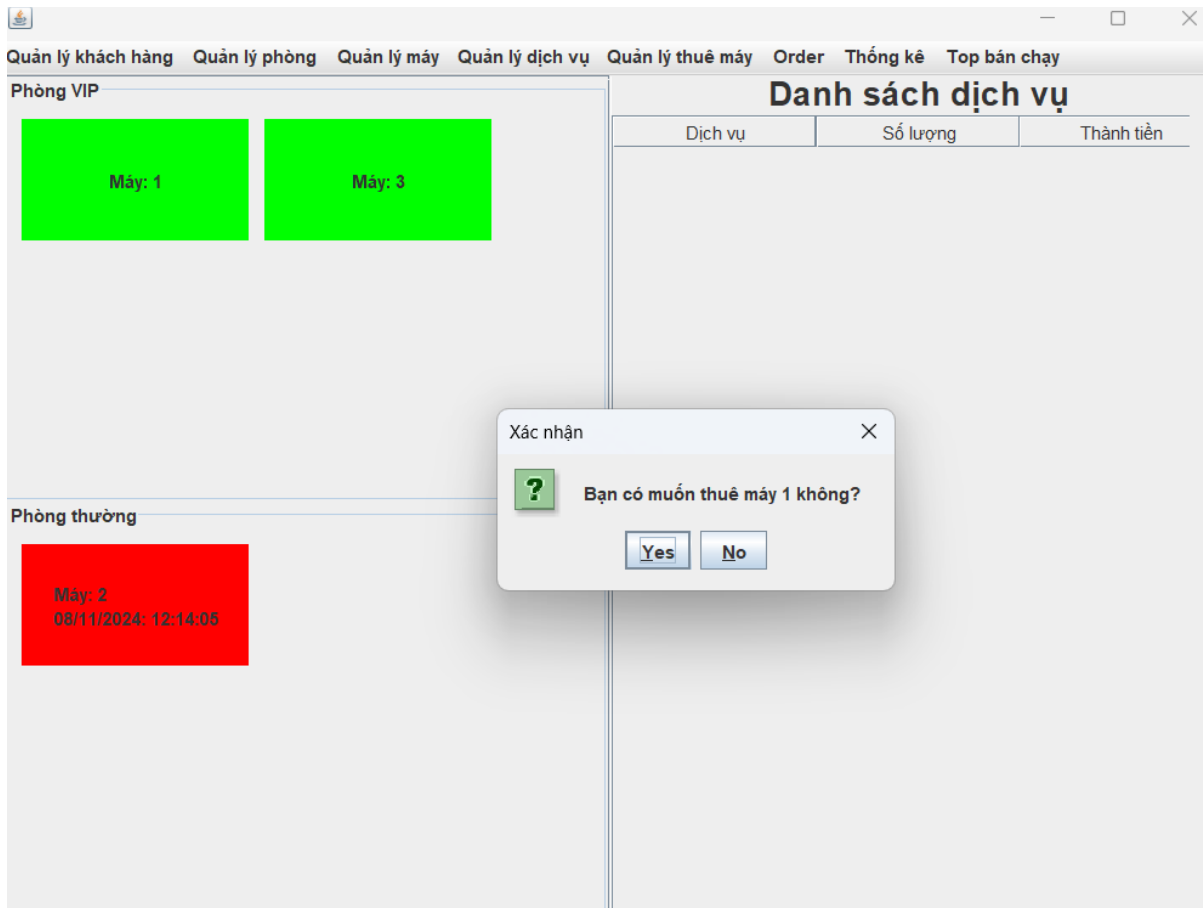 Quản lý khách hàng Quản lý phòng Quản lý máy Quản lý dịch vụ Quản lý thuê máy Order Thống kê Top bán chạy
Phòng VIP
Máy: 1
Máy: 3
Danh sách dịch vụ
Dịch vụ Số lượng Thành tiền
Xác nhận
?
Bạn có muốn thuê máy 1 không?
Yes No
Phòng thường
Máy: 2
08/11/2024: 12:14:05